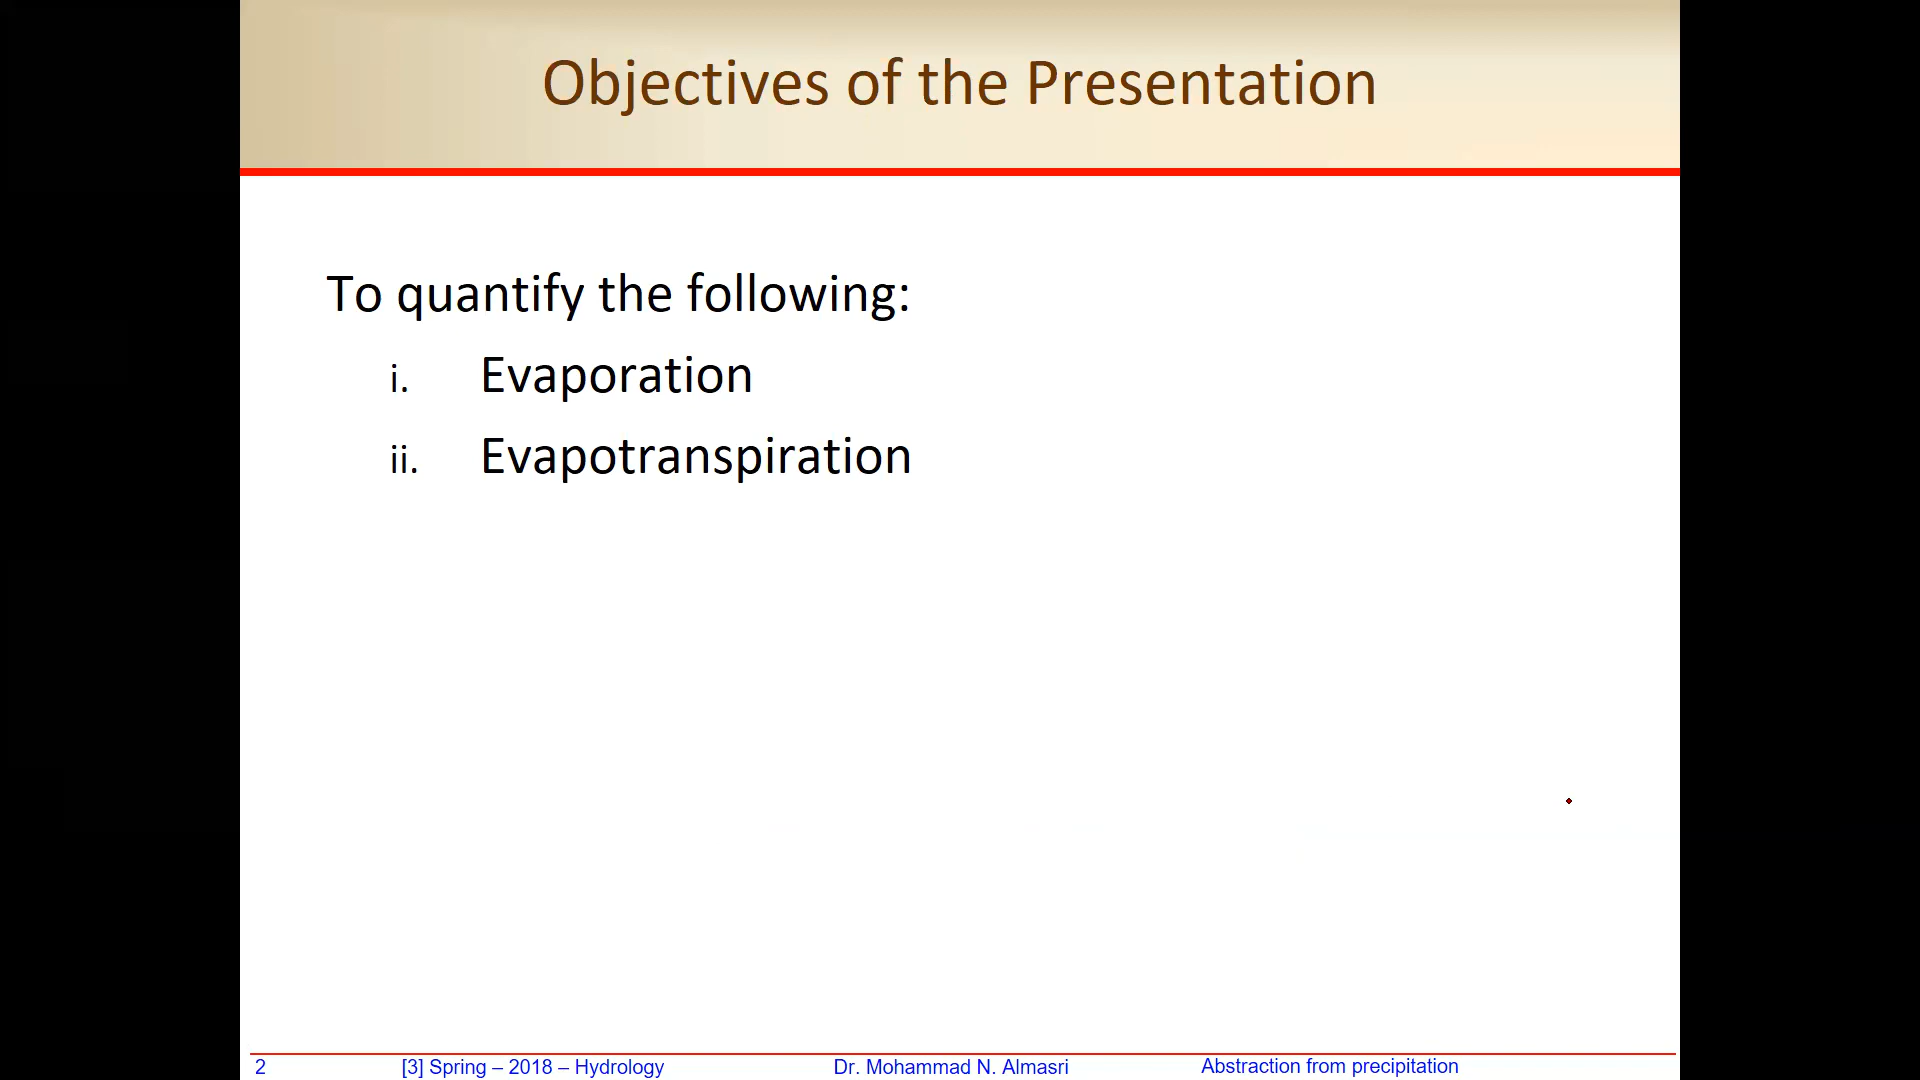 Objectives of the Presentation
To quantify the following:
i. Evaporation
ii. Evapotranspiration
2 [3] Spring – 2018 – Hydrology Dr. Mohammad N. Almasri Abstraction from precipitation